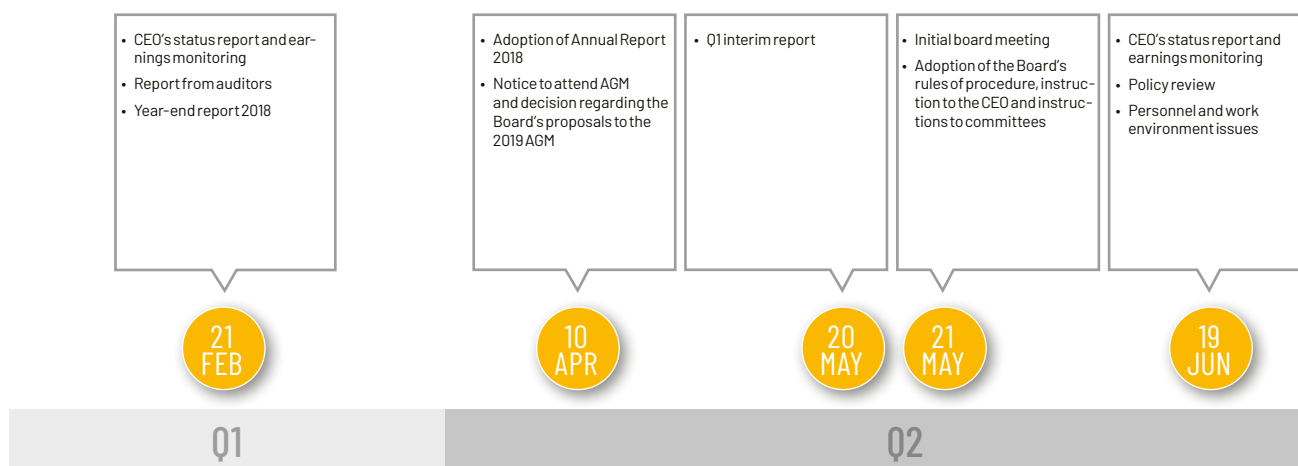 • CEO's status report and ear-
nings monitoring
• Report from auditors
• Year-end report 2018
• Adoption of Annual Report
2018
• Notice to attend AGM
and decision regarding the
Board's proposals to the
2019 AGM
• Q1 interim report
• Initial board meeting
• Adoption of the Board's
rules of procedure, instruc-
tion to the CEO and instruc-
tions to committees
• CEO's status report and
earnings monitoring
• Policy review
• Personnel and work
environment issues
21
FEB
10
APR
20
MAY
21
MAY
19
JUN
Q1
Q2